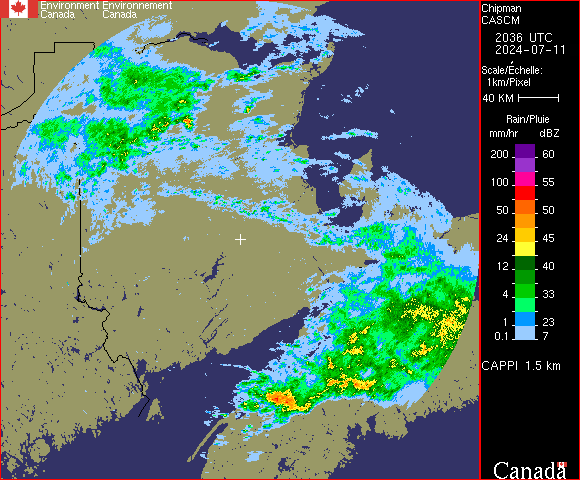 Environment Environnement
Canada Canada
Chipman
CASCM
2036 UTC
2024-07-11
Scale/Échelle:
1km/Pixel
40 KM
Rain/Pluie
mm/hr dBZ
200 60
100 55
50 50
24 45
12 40
4 33
1 23
0.1 7
CAPPI 1.5 km
Canada